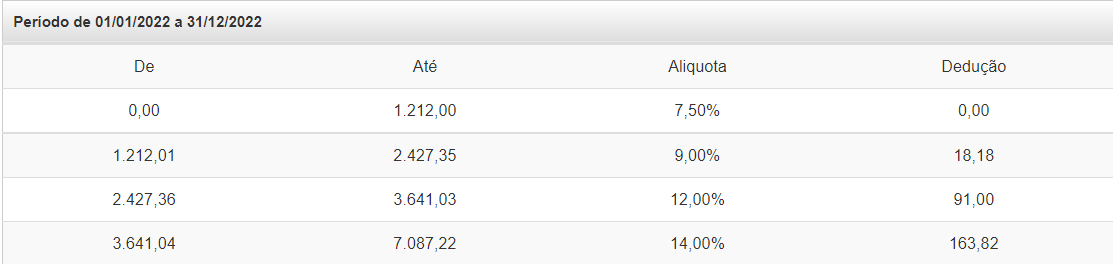 Período de 01/01/2022 a 31/12/2022
De Até Aliquota Dedução
0,00 1.212,00 7,50% 0,00
1.212,01 2.427,35 9,00% 18,18
2.427,36 3.641,03 12,00% 91,00
3.641,04 7.087,22 14,00% 163,82